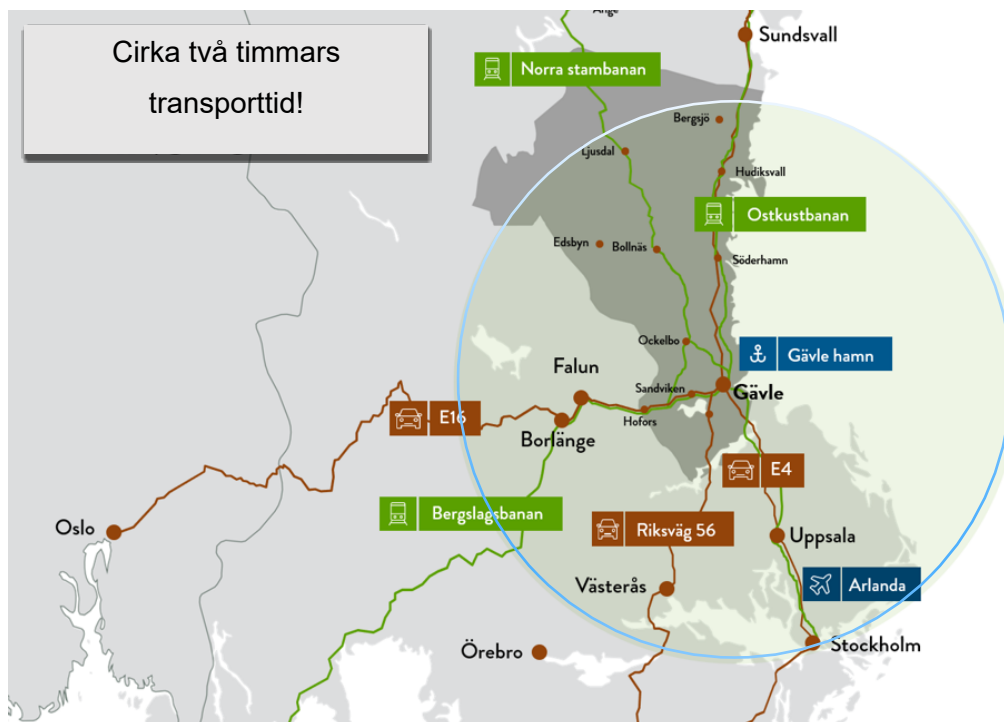 Cirka två timmars
transporttid!
Ånge
Sundsvall
Norra stambanan
Bergsjö
Ljusdal
Hudiksvall
Ostkustbanan
Edsbyn
Bollnäs
Söderhamn
Ockelbo
Gävle hamn
Falun
Sandviken
Gävle
E16
Hofors
Borlänge
E4
Bergslagsbanan
Oslo
Riksväg 56
Uppsala
Västerås
Arlanda
Örebro
Stockholm